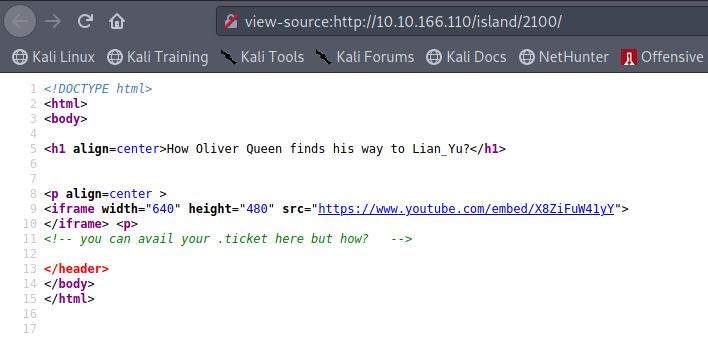 view-source:http://10.10.166.110/island/2100/
Kali Linux Kali Training Kali Tools Kali Forums Kali Docs NetHunter Offensive
1 <!DOCTYPE html>
2 <html>
3 <body>
4
5 <h1 align=center>How Oliver Queen finds his way to Lian_Yu?</h1>
6
7
8 <p align=center >
9 <iframe width="640" height="480" src="https://www.youtube.com/embed/X8ZiFuW41yY">
10 </iframe> <p>
11 <!-- you can avail your .ticket here but how?   -->
12
13 </header>
14 </body>
15 </html>
16
17